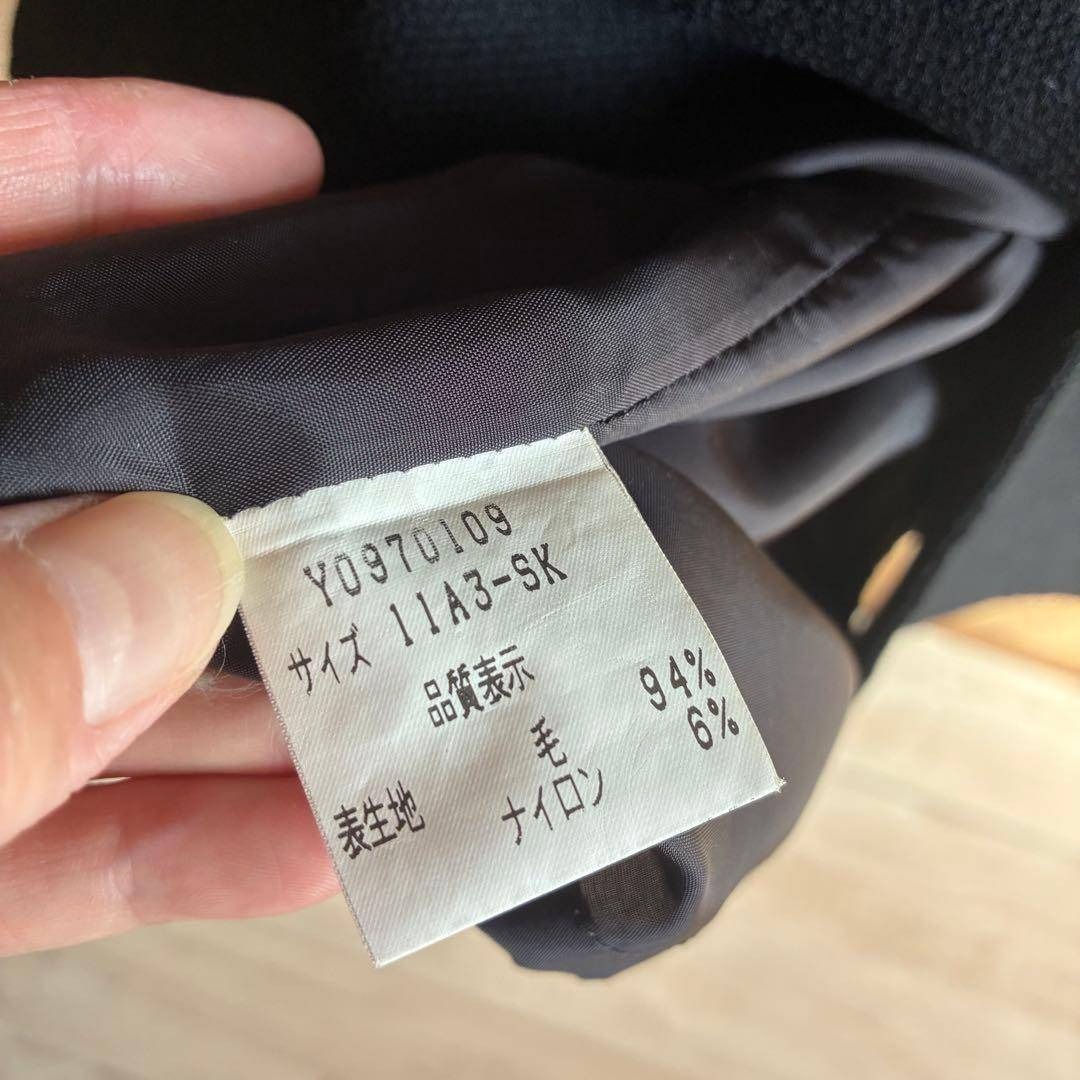 Y0970109
サイズ 11A3-SK
品質表示
毛 94%
表生地 ナイロン 6%